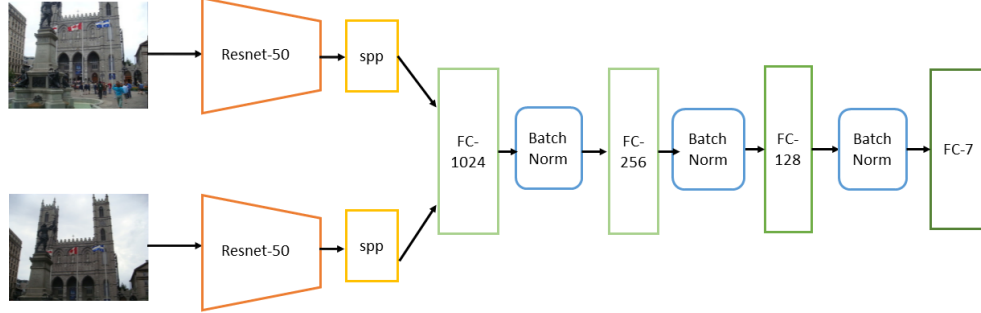 Resnet-50
spp
Resnet-50
spp
FC-
1024
Batch
Norm
FC-
256
Batch
Norm
FC-
128
Batch
Norm
FC-7